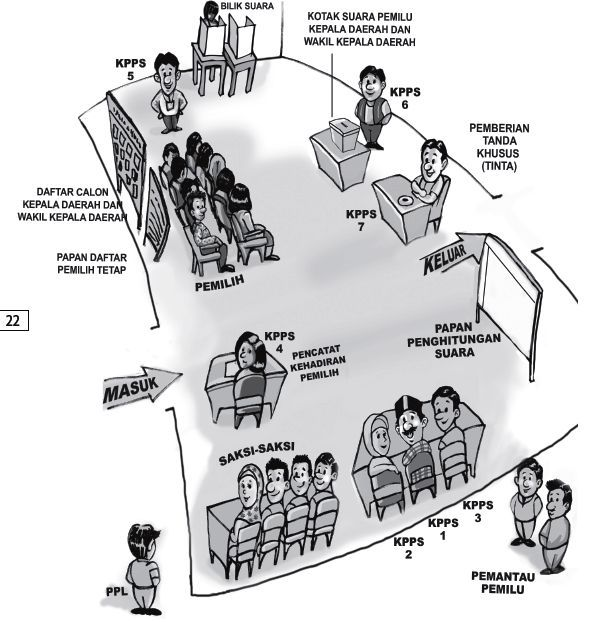 BILIK SUARA
KOTAK SUARA PEMILU
KEPALA DAERAH DAN
WAKIL KEPALA DAERAH
KPPS
5
KPPS
6
PEMBERIAN
TANDA
KHUSUS
(TINTA)
DAFTAR CALON
KEPALA DAERAH DAN
WAKIL KEPALA DAERAH
KPPS
7
PAPAN DAFTAR
PEMILIH TETAP
PEMILIH
KELUAR
22
KPPS
4
PENCATAT
KEHADIRAN
PEMILIH
PAPAN
PENGHITUNGAN
SUARA
MASUK
SAKSI-SAKSI
KPPS
3
KPPS
1
KPPS
2
PPL
PEMANTAU
PEMILU